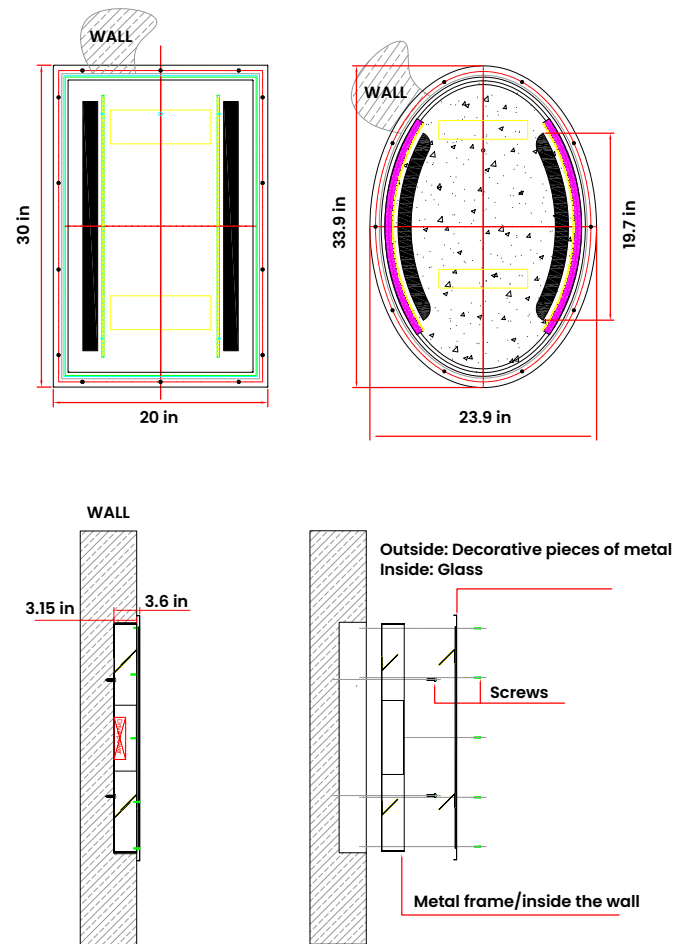 WALL
WALL
30 in
33.9 in
19.7 in
20 in
23.9 in
WALL
Outside: Decorative pieces of metal
Inside: Glass
3.15 in
3.6 in
Screws
Metal frame/inside the wall